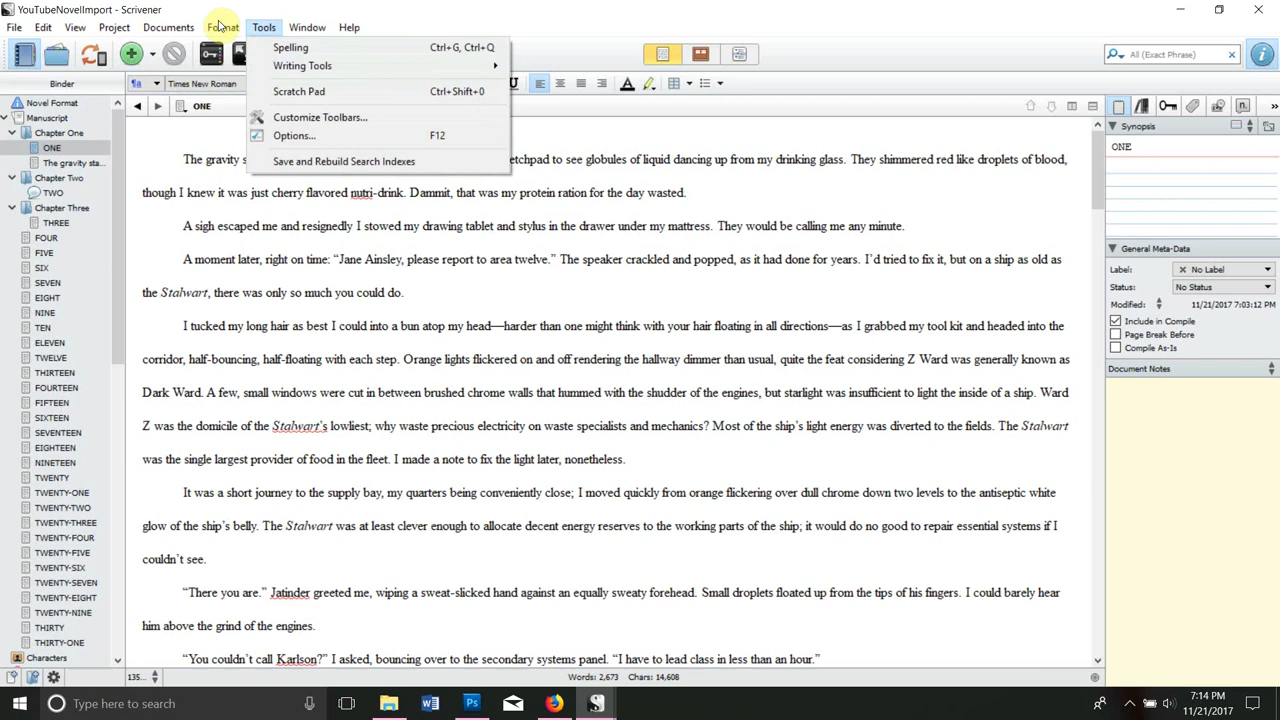 YouTubeNovelImport - Scrivener
File Edit View Project Documents Format Tools Window Help
Spelling Ctrl+G, Ctrl+Q
Writing Tools
Scratch Pad Ctrl+Shift+0
Customize Toolbars...
Options... F12
Save and Rebuild Search Indexes
All (Exact Phrase)
Binder
Times New Roman
ONE
Novel Format
Manuscript
Chapter One
ONE
The gravity sta...
Chapter Two
TWO
Chapter Three
THREE
FOUR
FIVE
SIX
SEVEN
EIGHT
NINE
TEN
ELEVEN
TWELVE
THIRTEEN
FOURTEEN
FIFTEEN
SIXTEEN
SEVENTEEN
EIGHTEEN
NINETEEN
TWENTY
TWENTY-ONE
TWENTY-TWO
TWENTY-THREE
TWENTY-FOUR
TWENTY-FIVE
TWENTY-SIX
TWENTY-SEVEN
TWENTY-EIGHT
TWENTY-NINE
THIRTY
THIRTY-ONE
Characters
The gravity s etchpad to see globules of liquid dancing up from my drinking glass. They shimmered red like droplets of blood,
though I knew it was just cherry flavored nutri-drink. Dammit, that was my protein ration for the day wasted.
A sigh escaped me and resignedly I stowed my drawing tablet and stylus in the drawer under my mattress. They would be calling me any minute.
A moment later, right on time: “Jane Ainsley, please report to area twelve.” The speaker crackled and popped, as it had done for years. I’d tried to fix it, but on a ship as old as
the Stalwart, there was only so much you could do.
I tucked my long hair as best I could into a bun atop my head—harder than one might think with your hair floating in all directions—as I grabbed my tool kit and headed into the
corridor, half-bouncing, half-floating with each step. Orange lights flickered on and off rendering the hallway dimmer than usual, quite the feat considering Z Ward was generally known as
Dark Ward. A few, small windows were cut in between brushed chrome walls that hummed with the shudder of the engines, but starlight was insufficient to light the inside of a ship. Ward
Z was the domicile of the Stalwart’s lowliest; why waste precious electricity on waste specialists and mechanics? Most of the ship’s light energy was diverted to the fields. The Stalwart
was the single largest provider of food in the fleet. I made a note to fix the light later, nonetheless.
It was a short journey to the supply bay, my quarters being conveniently close; I moved quickly from orange flickering over dull chrome down two levels to the antiseptic white
glow of the ship’s belly. The Stalwart was at least clever enough to allocate decent energy reserves to the working parts of the ship; it would do no good to repair essential systems if I
couldn’t see.
“There you are.” Jatinder greeted me, wiping a sweat-slicked hand against an equally sweaty forehead. Small droplets floated up from the tips of his fingers. I could barely hear
him above the grind of the engines.
“You couldn’t call Karlson?” I asked, bouncing over to the secondary systems panel. “I have to lead class in less than an hour.”
Synopsis
ONE
General Meta-Data
Label: No Label
Status: No Status
Modified: 11/21/2017 7:03:12 PM
Include in Compile
Page Break Before
Compile As-Is
Document Notes
135...
Words: 2,673 Chars: 14,608
Type here to search
7:14 PM
11/21/2017